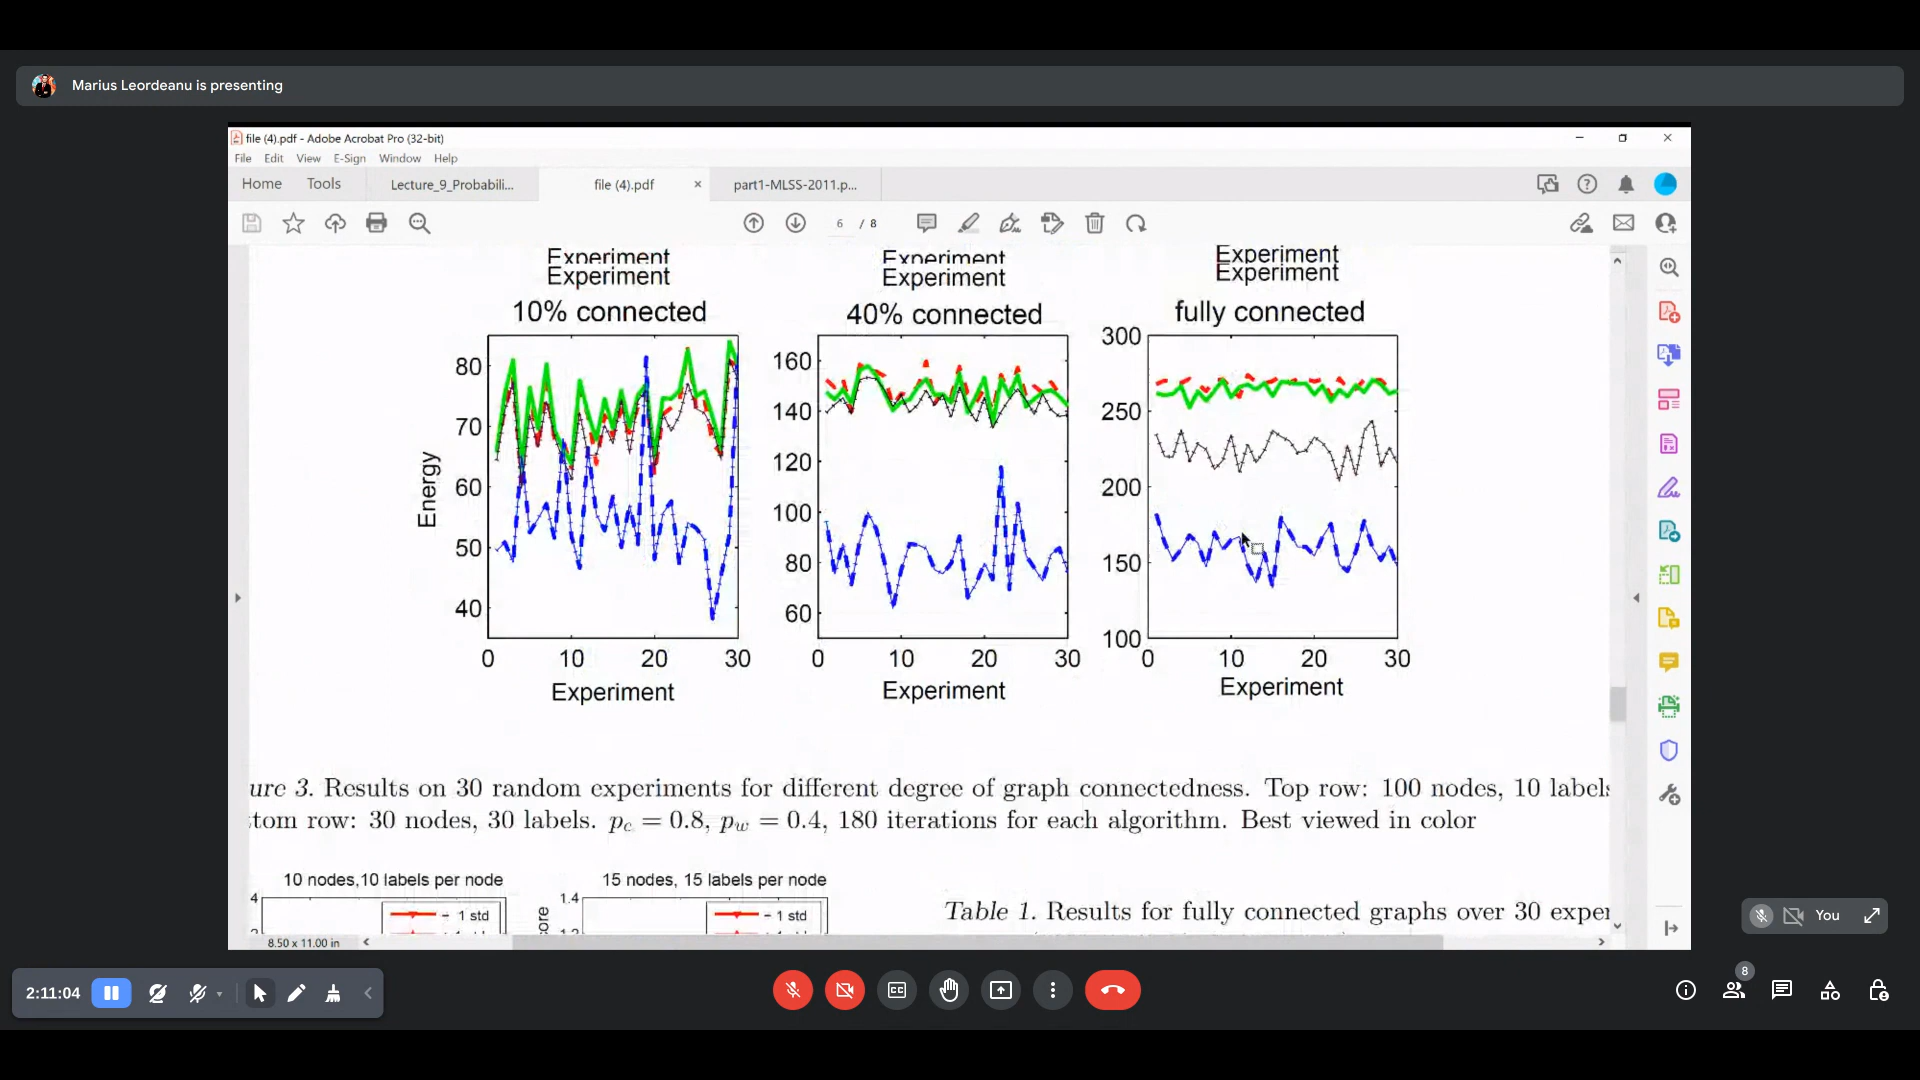 Marius Leordeanu is presenting
file (4).pdf - Adobe Acrobat Pro (32-bit)
File Edit View E-Sign Window Help
Home Tools Lecture_9_Probabili... file (4).pdf × part1-MLSS-2011.p...
6 / 8
Experiment Experiment Experiment
Experiment Experiment Experiment
10% connected 40% connected fully connected
80
70
60
50
40
Energy
0 10 20 30
Experiment
160
140
120
100
80
60
0 10 20 30
Experiment
300
250
200
150
100
0 10 20 30
Experiment
ure 3. Results on 30 random experiments for different degree of graph connectedness. Top row: 100 nodes, 10 labels
tom row: 30 nodes, 30 labels. p_c = 0.8, p_w = 0.4, 180 iterations for each algorithm. Best viewed in color
10 nodes,10 labels per node 15 nodes, 15 labels per node
4 - 1 std 1.4 - 1 std
ore
Table 1. Results for fully connected graphs over 30 exper
8.50 x 11.00 in
You
2:11:04
8